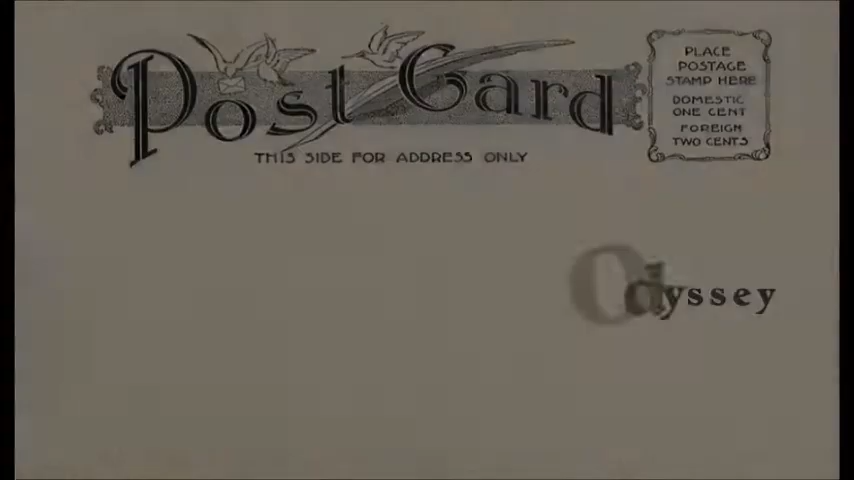 Post Card
THIS SIDE FOR ADDRESS ONLY
PLACE
POSTAGE
STAMP HERE
DOMESTIC
ONE CENT
FOREIGN
TWO CENTS
Odyssey